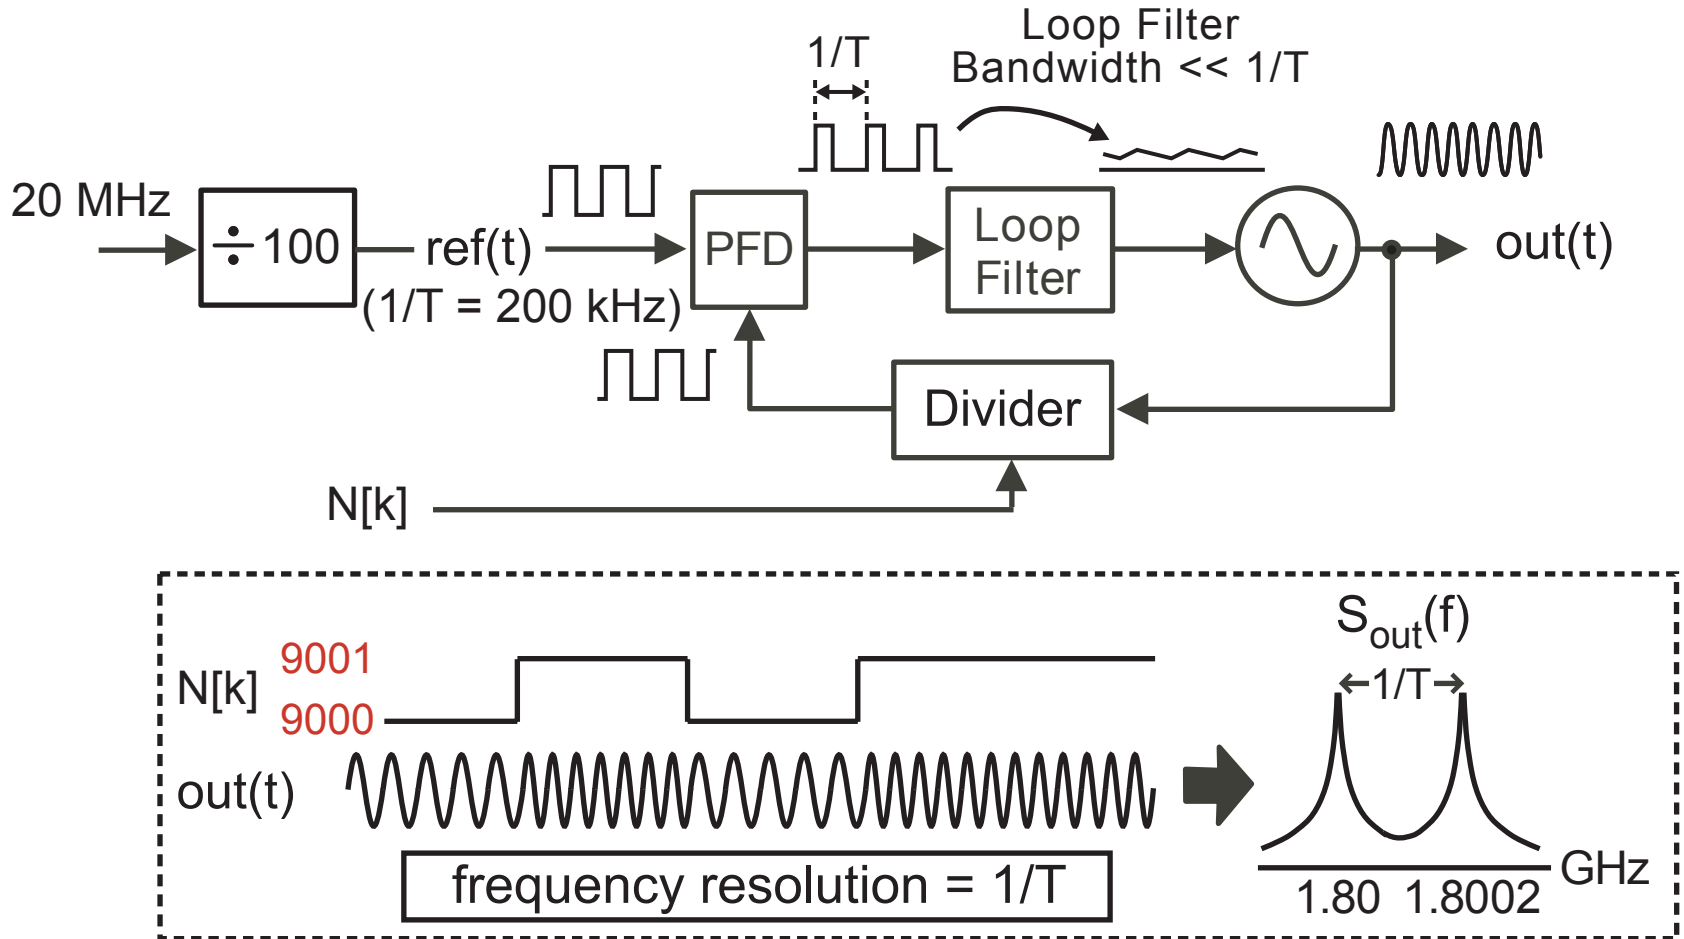 Loop Filter
Bandwidth << 1/T
1/T
20 MHz
÷ 100
ref(t)
(1/T = 200 kHz)
PFD
Loop
Filter
out(t)
Divider
N[k]
S_out(f)
1/T
9001
N[k]
9000
out(t)
GHz
1.80 1.8002
frequency resolution = 1/T